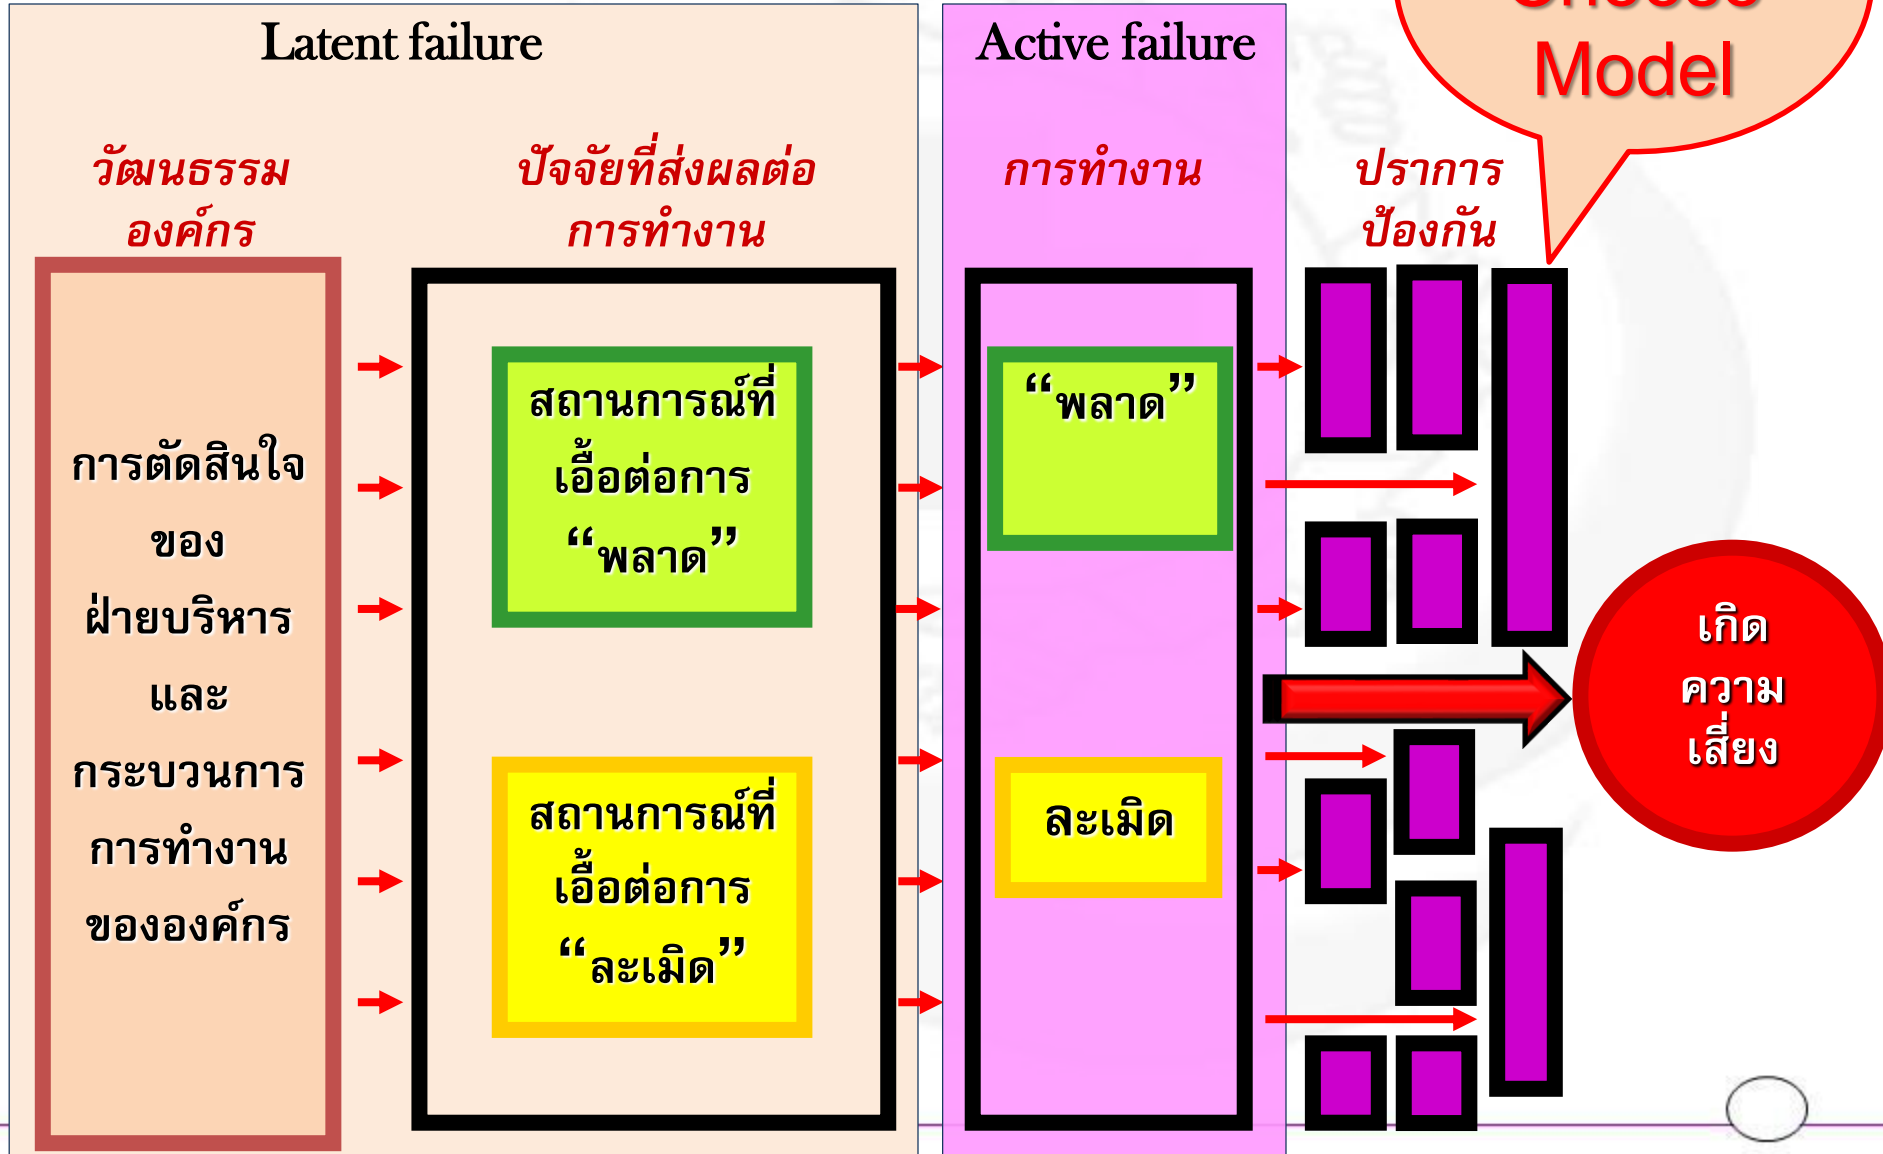 Latent failure
Active failure
Model
วัฒนธรรม
องค์กร
ปัจจัยที่ส่งผลต่อ
การทำงาน
การทำงาน
ปราการ
ป้องกัน
การตัดสินใจ
ของ
ฝ่ายบริหาร
และ
กระบวนการ
การทำงาน
ขององค์กร
สถานการณ์ที่
เอื้อต่อการ
“พลาด”
สถานการณ์ที่
เอื้อต่อการ
“ละเมิด”
“พลาด”
ละเมิด
เกิด
ความ
เสี่ยง